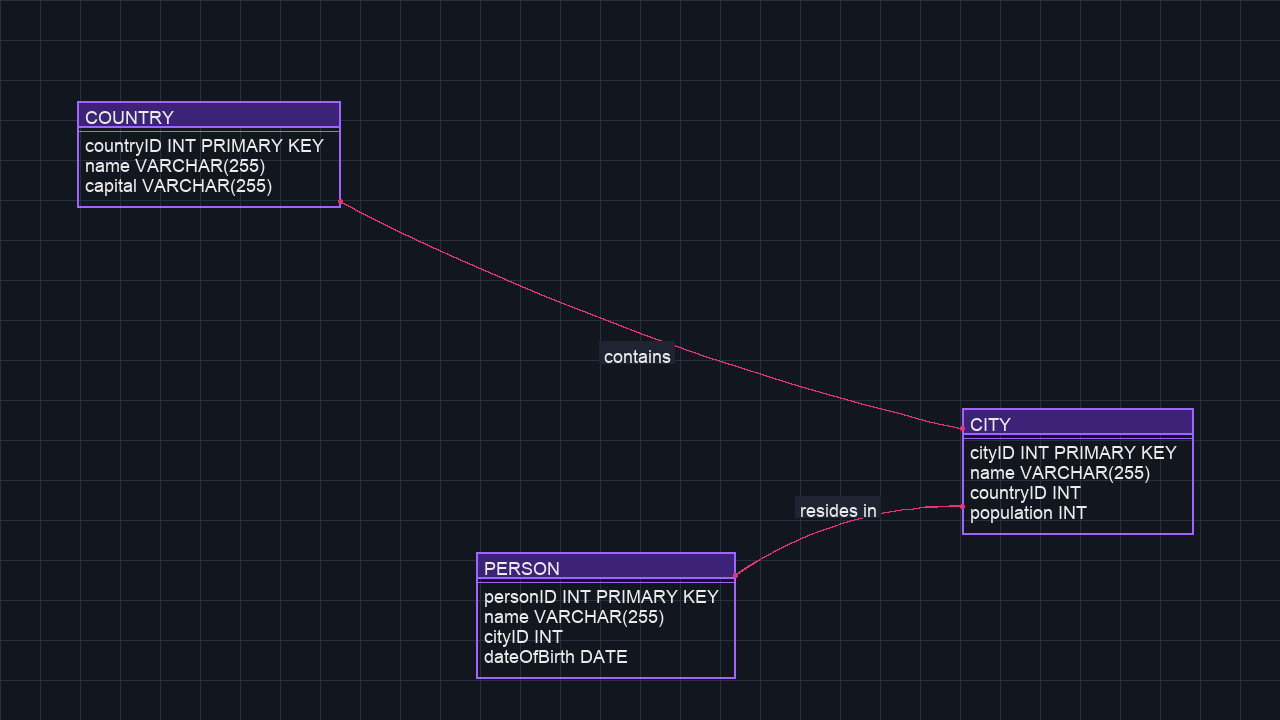 COUNTRY
countryID INT PRIMARY KEY
name VARCHAR(255)
capital VARCHAR(255)
contains
CITY
cityID INT PRIMARY KEY
name VARCHAR(255)
countryID INT
population INT
resides in
PERSON
personID INT PRIMARY KEY
name VARCHAR(255)
cityID INT
dateOfBirth DATE